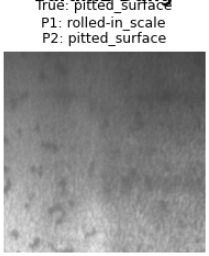 True: pitted_surface
P1: rolled-in_scale
P2: pitted_surface